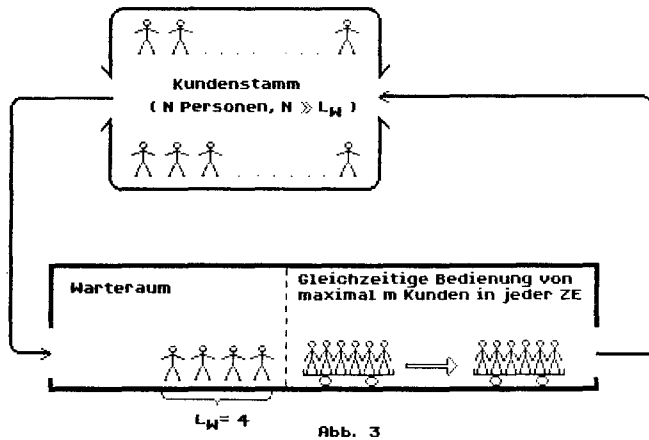 Kundenstamm
( N Personen, N ≫ L_W )
Warteraum
Gleichzeitige Bedienung von
maximal m Kunden in jeder ZE
L_W = 4
Abb. 3